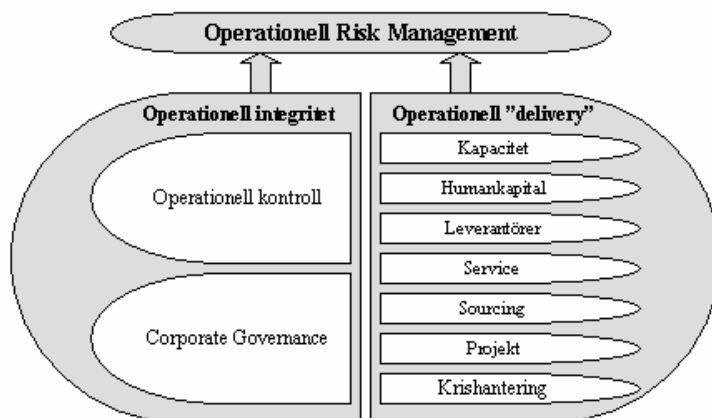 Operationell Risk Management
Operationell integritet
Operationell kontroll
Corporate Governance
Operationell ”delivery”
Kapacitet
Humankapital
Leverantörer
Service
Sourcing
Projekt
Krishantering